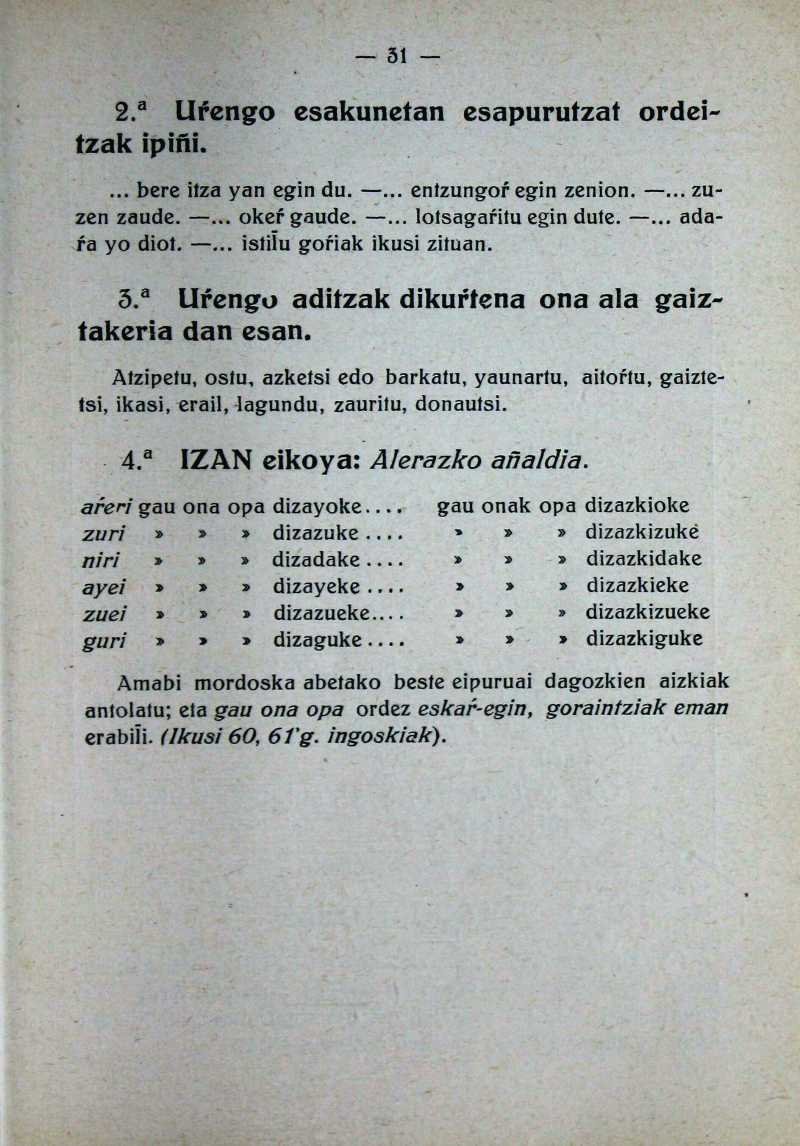 — 31 —
2.ª Uŕengo esakunetan esapurutzat ordei-
tzak ipiñi.
... bere itza yan egin du. —... entzungoŕ egin zenion. —... zu-
zen zaude. —... okeŕ gaude. —... lotsagaŕitu egin dute. —... ada-
ŕa yo diot. —... istil̄u goŕiak ikusi zituan.
3.ª Uŕengo aditzak dikuŕtena ona ala gaiz-
takeria dan esan.
Atzipetu, ostu, azketsi edo barkatu, yaunartu, aitoŕtu, gaizte-
tsi, ikasi, erail, lagundu, zauritu, donautsi.
4.ª IZAN eikoya: Alerazko añaldia.
aŕeri gau ona opa dizayoke.... gau onak opa dizazkioke
zuri » » » dizazuke .... » » » dizazkizuke
niri » » » dizadake .... » » » dizazkidake
ayei » » » dizayeke .... » » » dizazkieke
zuei » » » dizazueke.... » » » dizazkizueke
guri » » » dizaguke .... » » » dizazkiguke
Amabi mordoska abetako beste eipuruai dagozkien aizkiak
antolatu; eta gau ona opa ordez eskaŕ-egin, goraintziak eman
erabil̄i. (Ikusi 60, 61'g. ingoskiak).